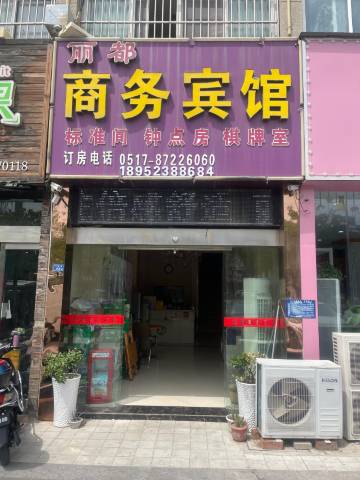 丽都
商务宾馆
标准间 钟点房 棋牌室
订房电话 0517-87226060
18952388684
70118